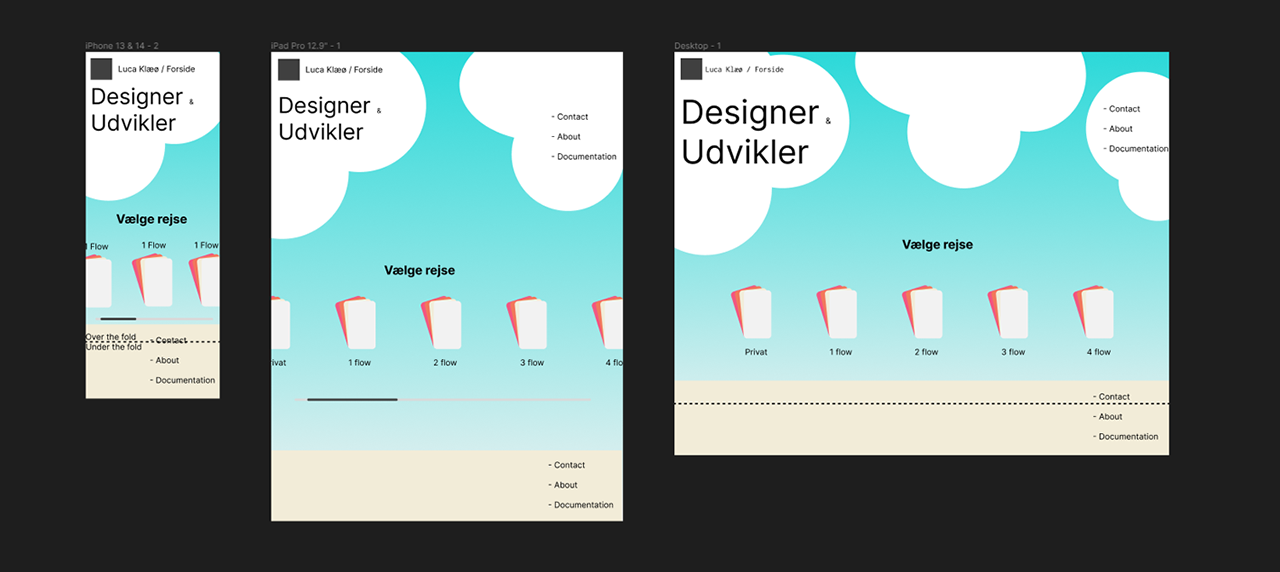 iPhone 13 & 14 - 2
Luca Klæø / Forside
Designer &
Udvikler
Vælge rejse
1 Flow
1 Flow
1 Flow
Over the fold
Under the fold
- Contact
- About
- Documentation
iPad Pro 12.9" - 1
Luca Klæø / Forside
Designer &
Udvikler
- Contact
- About
- Documentation
Vælge rejse
rivat
1 flow
2 flow
3 flow
4 flo
- Contact
- About
- Documentation
Desktop - 1
Luca Klæø / Forside
Designer &
Udvikler
- Contact
- About
- Documentation
Vælge rejse
Privat
1 flow
2 flow
3 flow
4 flow
- Contact
- About
- Documentation